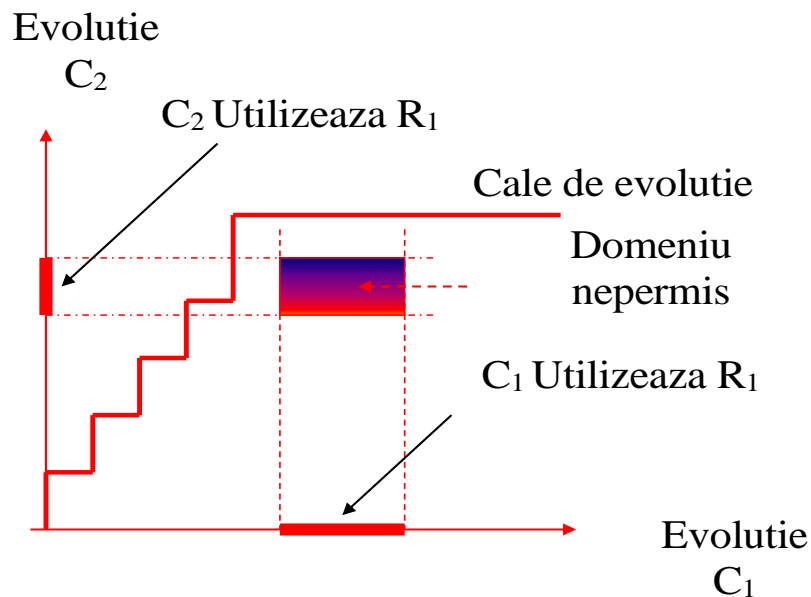 Evolutie
C₂
C₂ Utilizeaza R₁
Cale de evolutie
Domeniu
nepermis
C₁ Utilizeaza R₁
Evolutie
C₁